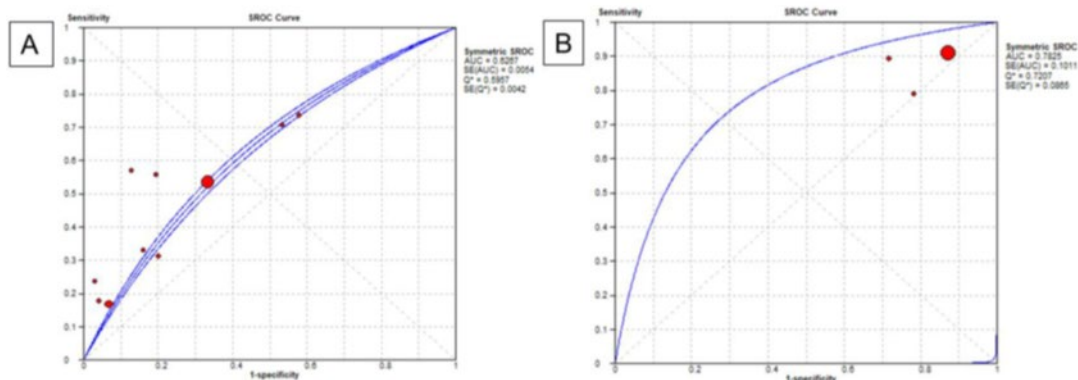 A
Sensitivity SROC Curve
1
0.9
0.8
0.7
0.6
0.5
0.4
0.3
0.2
0.1
0
0 0.2 0.4 0.6 0.8 1
1-specificity
Symmetric SROC
AUC = 0.6267
SE(AUC) = 0.0054
Q* = 0.5957
SE(Q*) = 0.0042
B
Sensitivity SROC Curve
1
0.9
0.8
0.7
0.6
0.5
0.4
0.3
0.2
0.1
0
0 0.2 0.4 0.6 0.8 1
1-specificity
Symmetric SROC
AUC = 0.7825
SE(AUC) = 0.1011
Q* = 0.7207
SE(Q*) = 0.0865